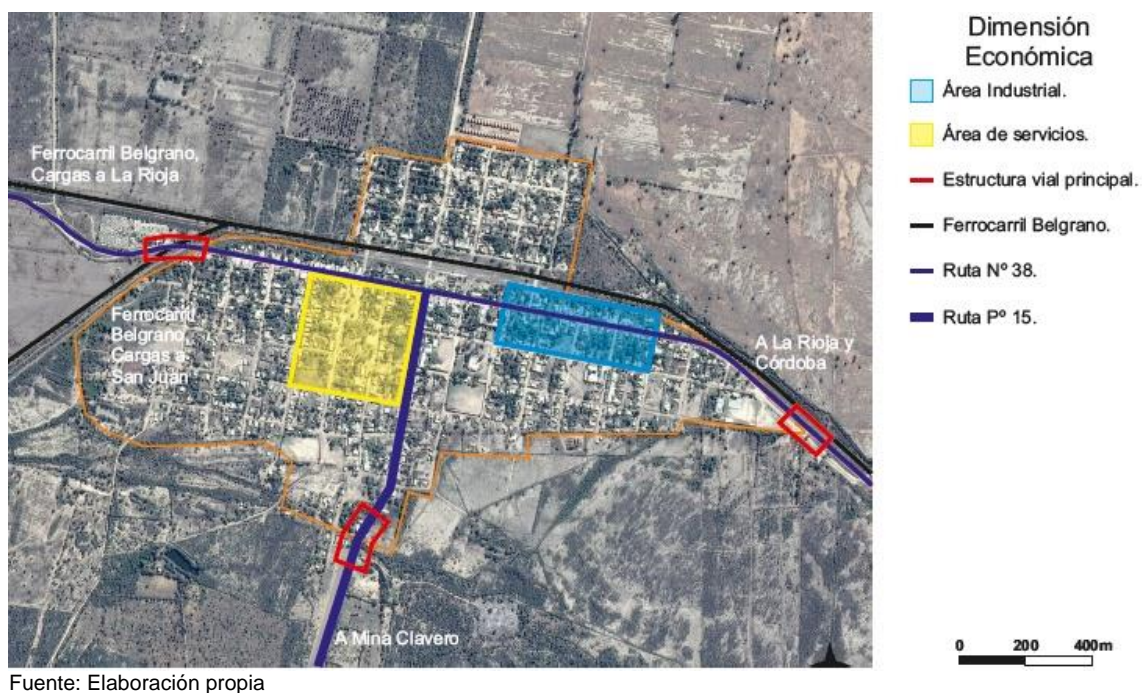 Dimensión
Económica
Área Industrial.
Área de servicios.
Estructura vial principal.
Ferrocarril Belgrano.
Ruta Nº 38.
Ruta Pº 15.
Ferrocarril Belgrano,
Cargas a La Rioja
Ferrocarril
Belgrano,
Cargas a
San Juan
A La Rioja y
Córdoba
A Mina Clavero
0 200 400m
Fuente: Elaboración propia